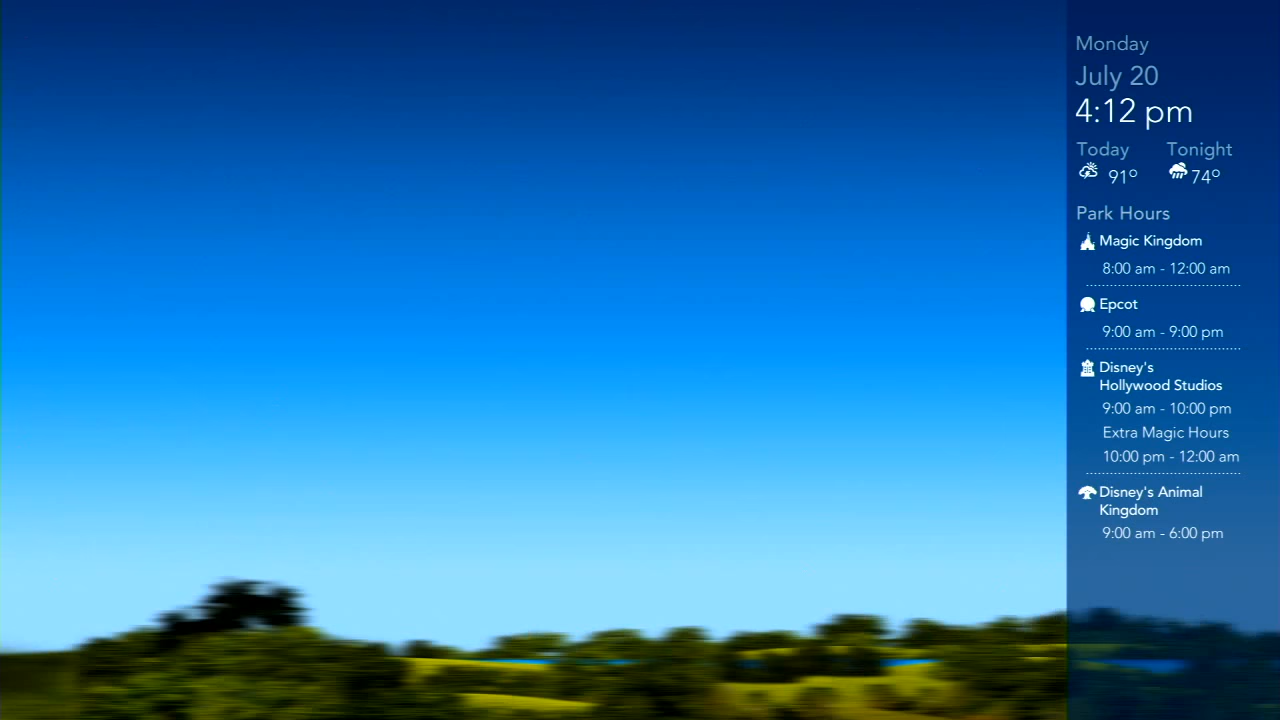 Monday
July 20
4:12 pm
Today Tonight
91° 74°
Park Hours
Magic Kingdom
8:00 am - 12:00 am
Epcot
9:00 am - 9:00 pm
Disney's
Hollywood Studios
9:00 am - 10:00 pm
Extra Magic Hours
10:00 pm - 12:00 am
Disney's Animal
Kingdom
9:00 am - 6:00 pm